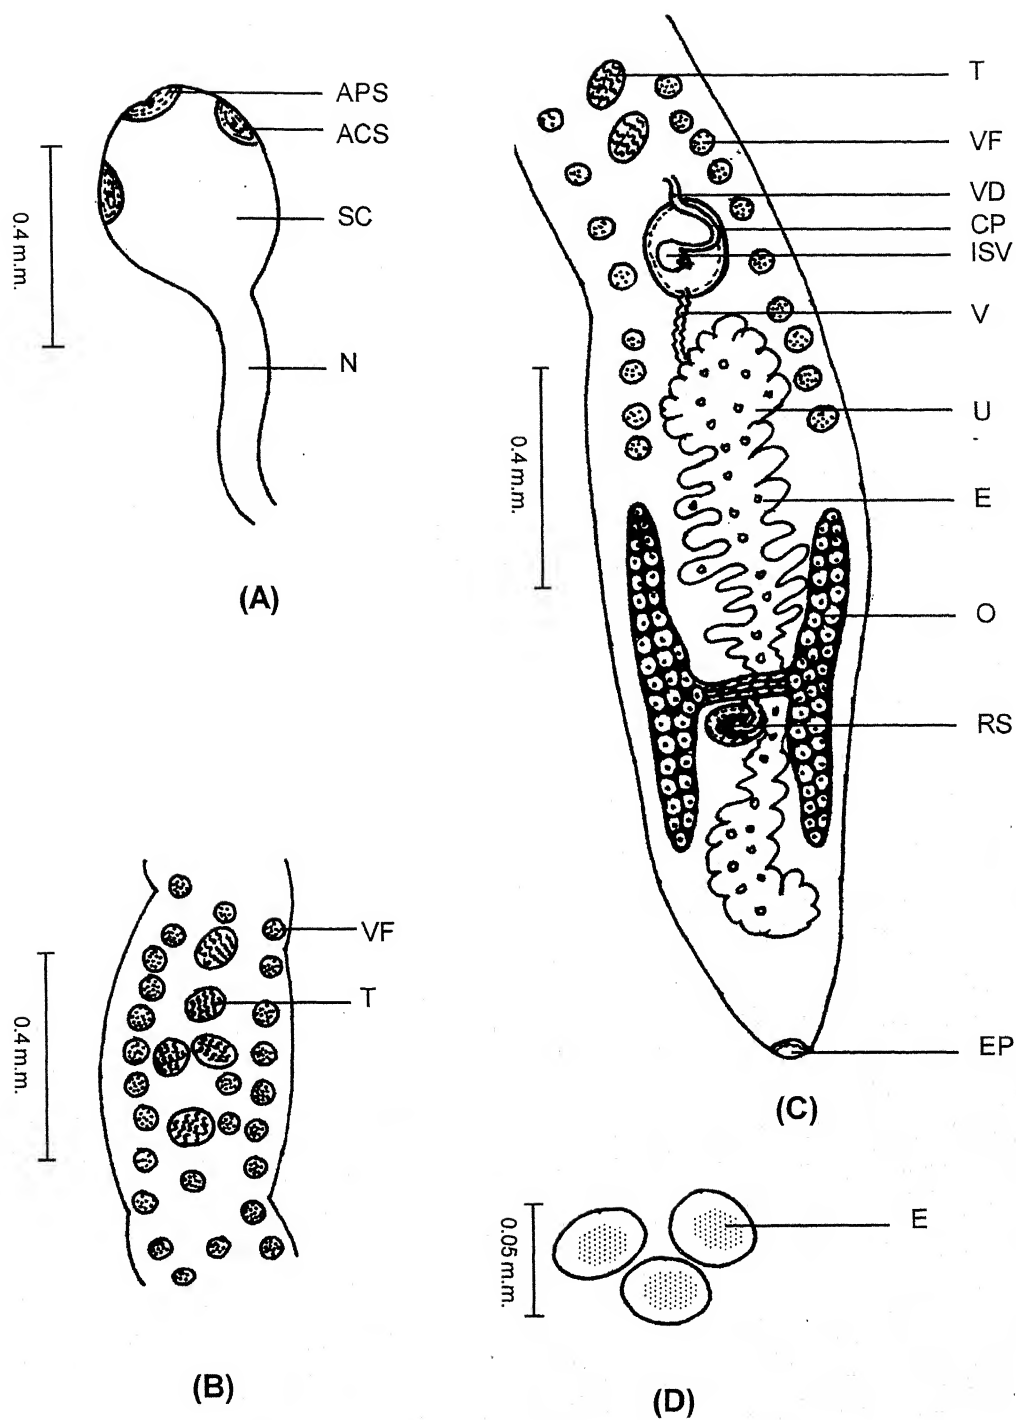 APS
ACS
SC
N
0.4 m.m.
(A)
VF
T
0.4 m.m.
(B)
T
VF
VD
CP
ISV
V
U
E
O
RS
EP
0.4 m.m.
(C)
E
0.05 m.m.
(D)